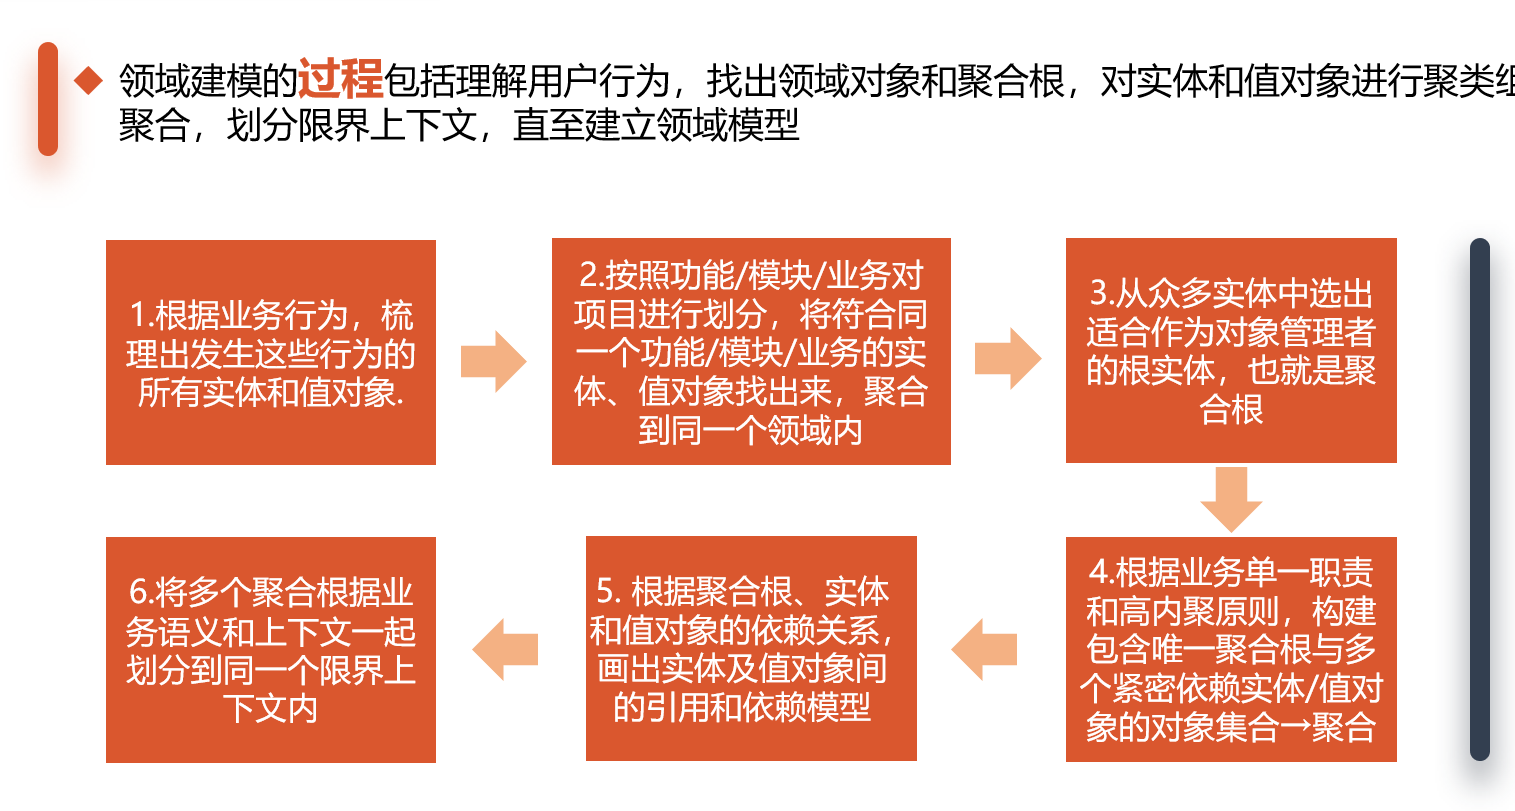 领域建模的过程包括理解用户行为，找出领域对象和聚合根，对实体和值对象进行聚类组
聚合，划分限界上下文，直至建立领域模型
1.根据业务行为，梳
理出发生这些行为的
所有实体和值对象.
2.按照功能/模块/业务对
项目进行划分，将符合同
一个功能/模块/业务的实
体、值对象找出来，聚合
到同一个领域内
3.从众多实体中选出
适合作为对象管理者
的根实体，也就是聚
合根
4.根据业务单一职责
和高内聚原则，构建
包含唯一聚合根与多
个紧密依赖实体/值对
象的对象集合→聚合
5. 根据聚合根、实体
和值对象的依赖关系，
画出实体及值对象间
的引用和依赖模型
6.将多个聚合根据业
务语义和上下文一起
划分到同一个限界上
下文内